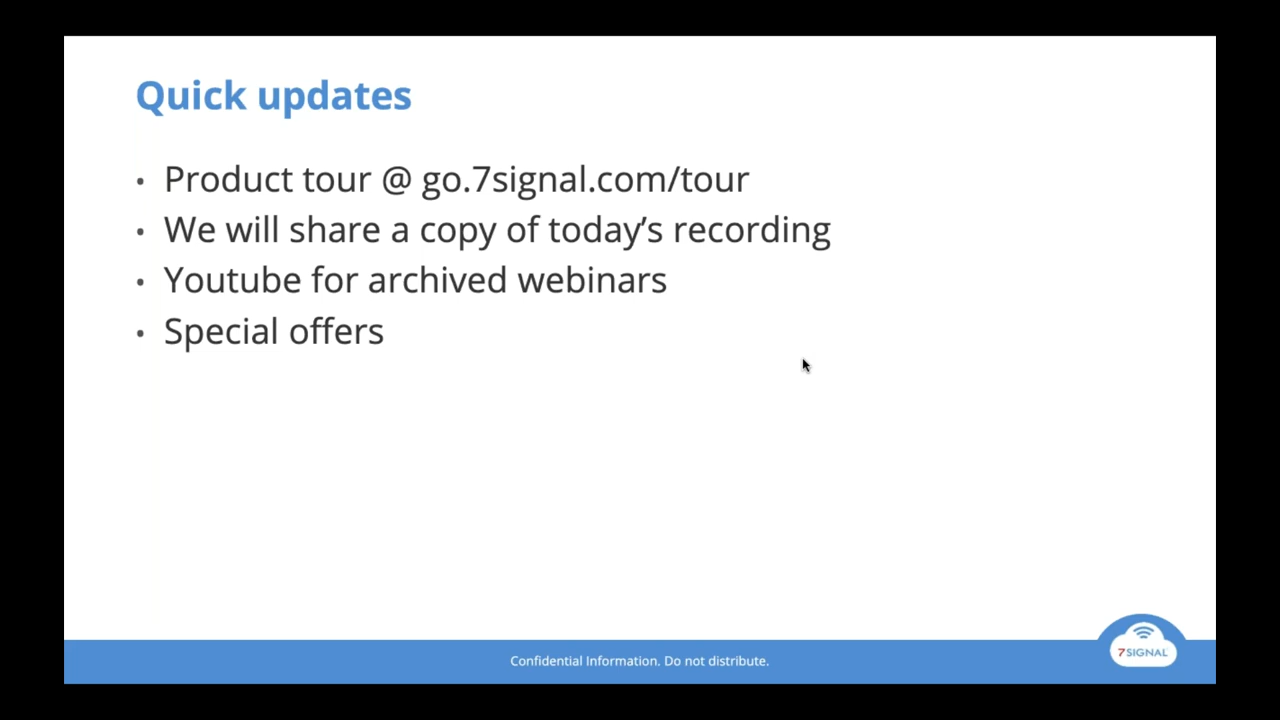 Quick updates
• Product tour @ go.7signal.com/tour
• We will share a copy of today’s recording
• Youtube for archived webinars
• Special offers
Confidential Information. Do not distribute.
7SIGNAL